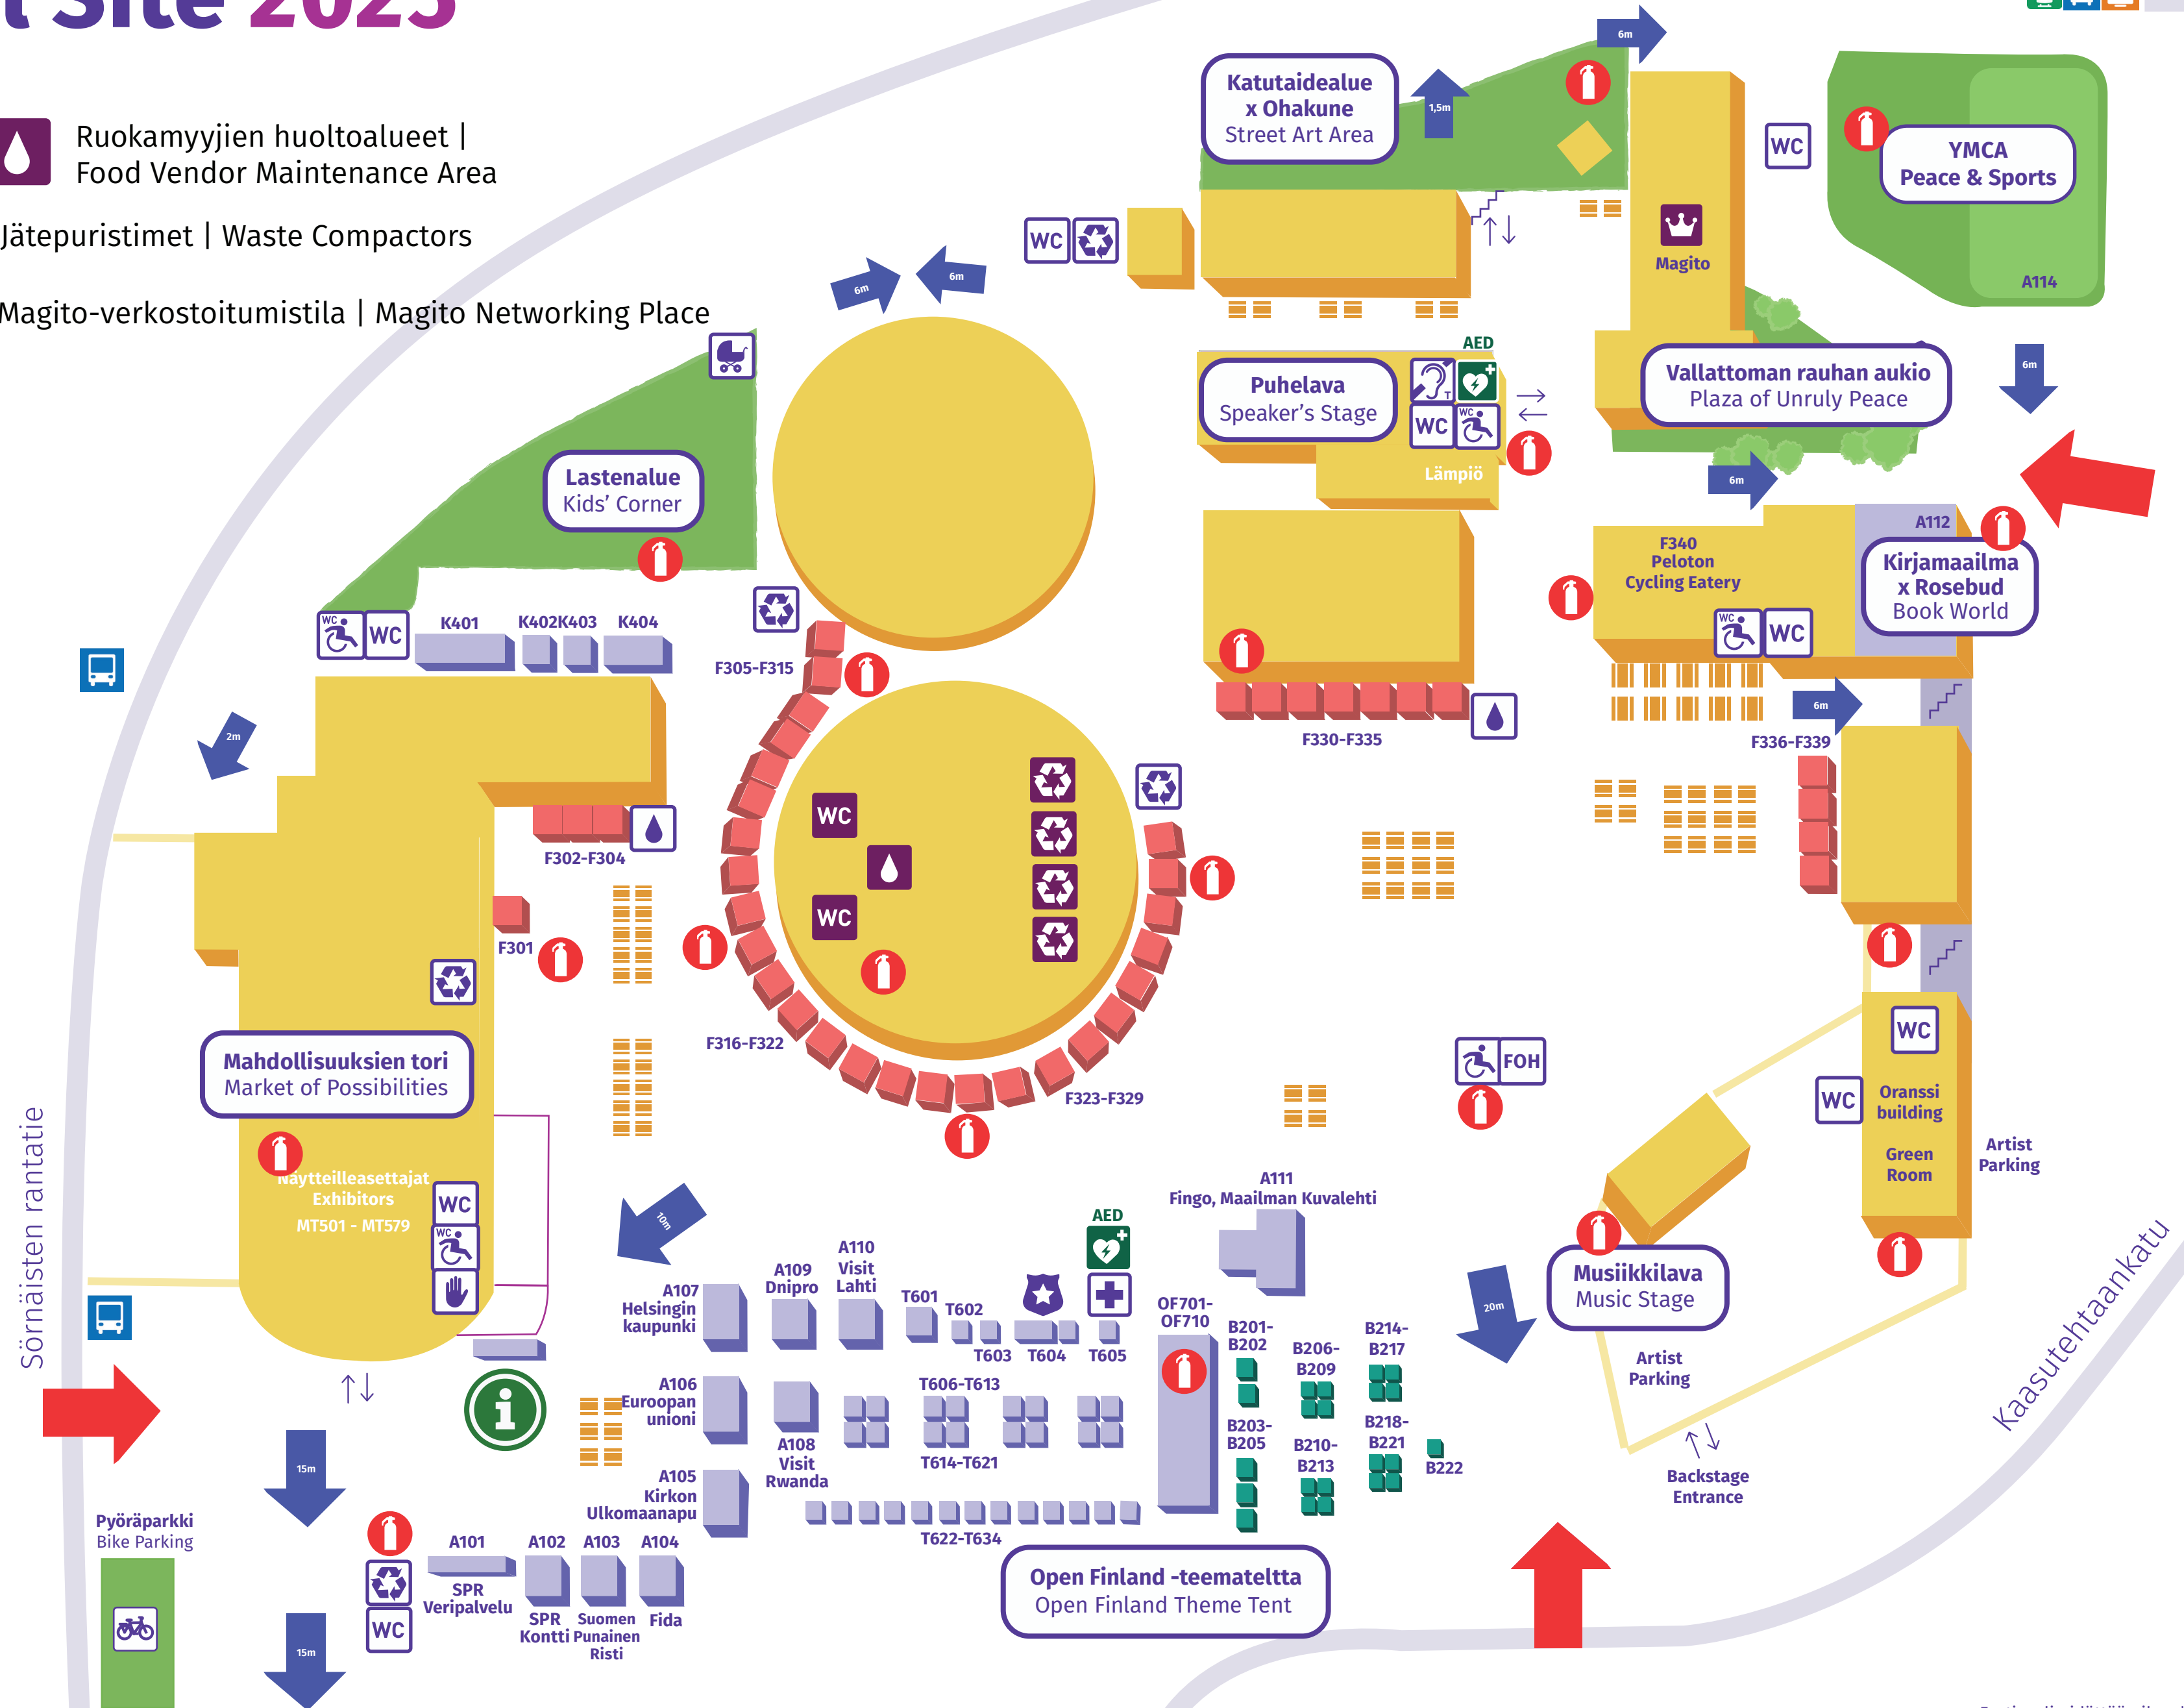 2025
Ruokamyyjien huoltoalueet |
Food Vendor Maintenance Area
Jätepuristimet | Waste Compactors
Magito-verkostoitumistila | Magito Networking Place
6m
Katutaidealue
x Ohakune
Street Art Area
1,5m
WC
YMCA
Peace & Sports
A114
Magito
WC
6m
6m
AED
Puhelava
Speaker's Stage
T
WC
WC
Lämpiö
Vallattoman rauhan aukio
Plaza of Unruly Peace
6m
6m
Lastenalue
Kids' Corner
F340
Peloton
Cycling Eatery
A112
Kirjamaailma
x Rosebud
Book World
WC
WC
WC
WC
K401
K402
K403
K404
F305-F315
2m
F330-F335
6m
F336-F339
F302-F304
WC
WC
F301
F316-F322
F323-F329
Mahdollisuuksien tori
Market of Possibilities
Näytteilleasettajat
Exhibitors
MT501 - MT579
WC
WC
Sörnäisten rantatie
FOH
WC
WC
Oranssi
building
Green
Room
Artist
Parking
10m
A111
Fingo, Maailman Kuvalehti
AED
A110
Visit
Lahti
A109
Dnipro
A107
Helsingin
kaupunki
T601
T602
T603
T604
T605
OF701-
OF710
B201-
B202
B206-
B209
B214-
B217
20m
Musiikkilava
Music Stage
Artist
Parking
Kaasutehtaankatu
A106
Euroopan
unioni
T606-T613
A108
Visit
Rwanda
T614-T621
B203-
B205
B210-
B213
B218-
B221
B222
Backstage
Entrance
A105
Kirkon
Ulkomaanapu
T622-T634
i
15m
Pyöräparkki
Bike Parking
A101
SPR
Veripalvelu
A102
SPR
Kontti
A103
Suomen
Punainen
Risti
A104
Fida
WC
15m
Open Finland -teemateltta
Open Finland Theme Tent